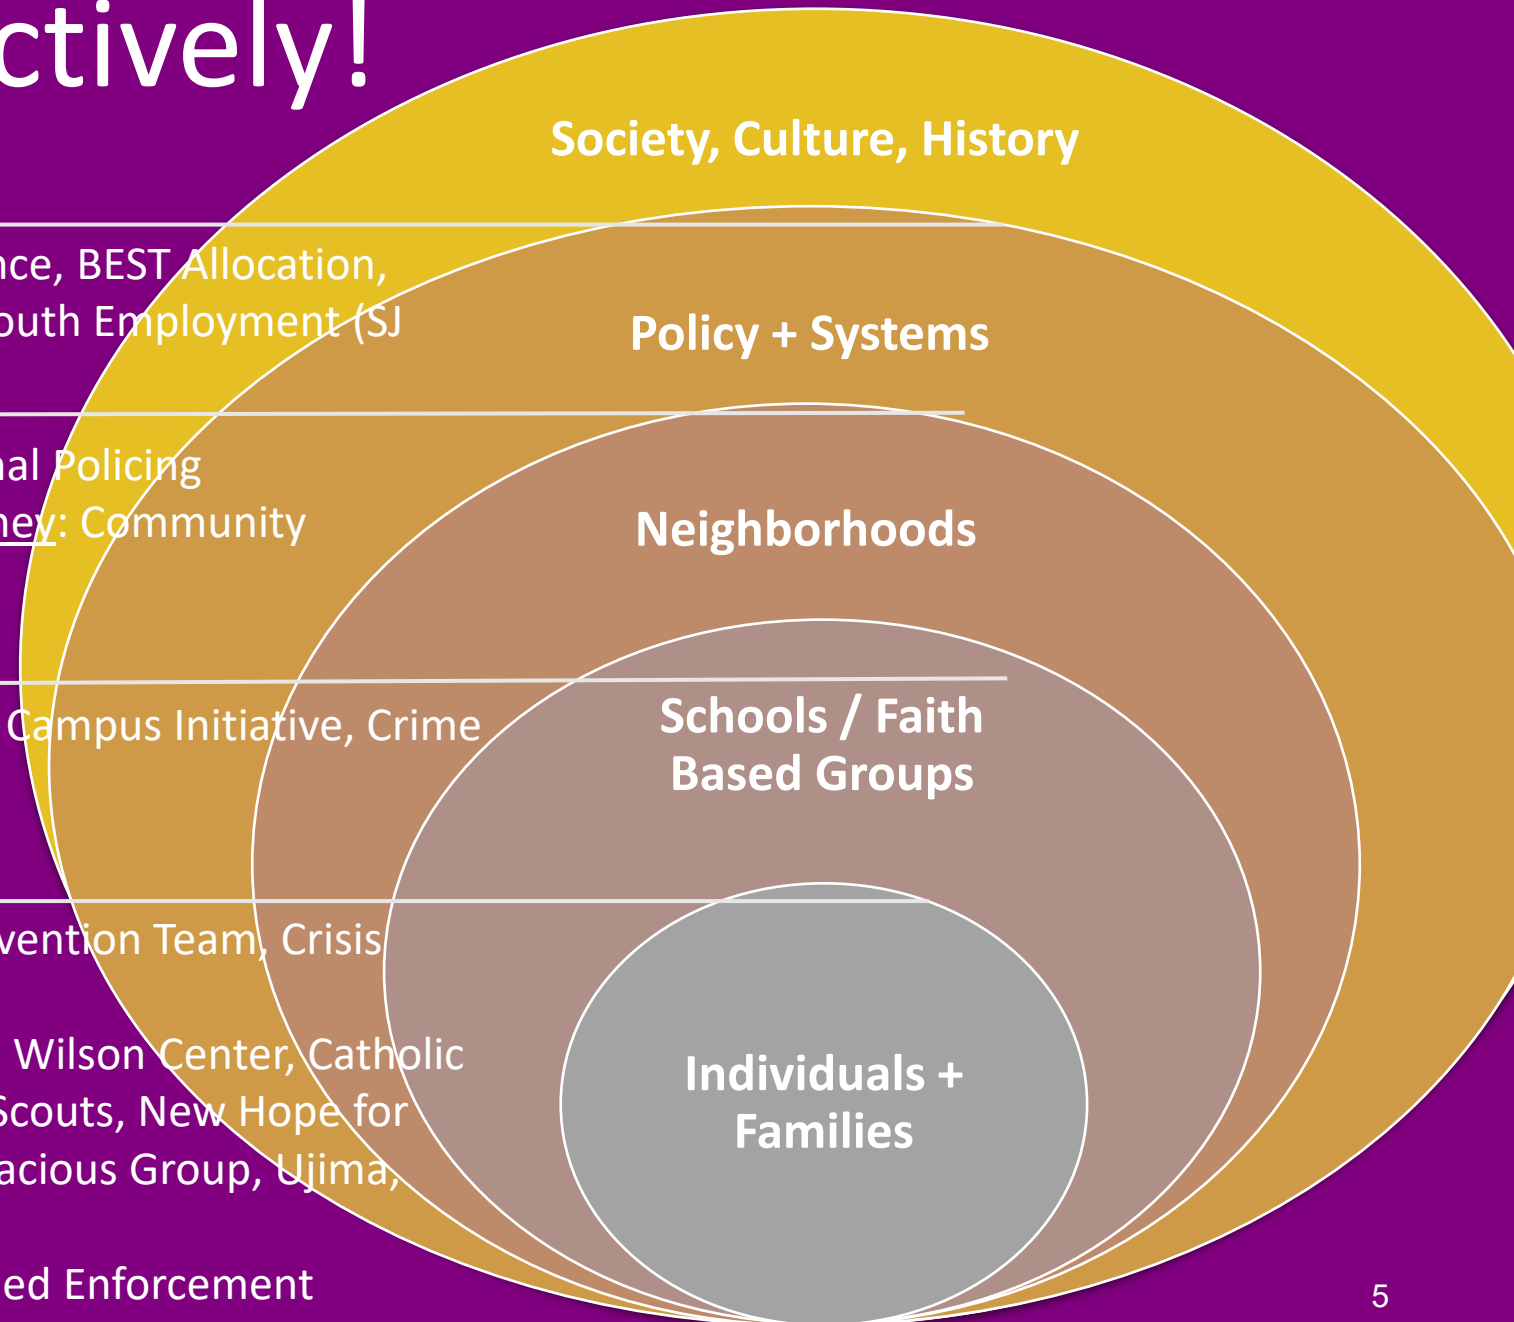 ctively!
Society, Culture, History
nce, BEST Allocation,
outh Employment (SJ
Policy + Systems
nal Policing
ney: Community
Neighborhoods
Campus Initiative, Crime
Schools / Faith
Based Groups
vention Team, Crisis
Wilson Center, Catholic
Scouts, New Hope for
acious Group, Ujima,
Individuals +
Families
ed Enforcement
5